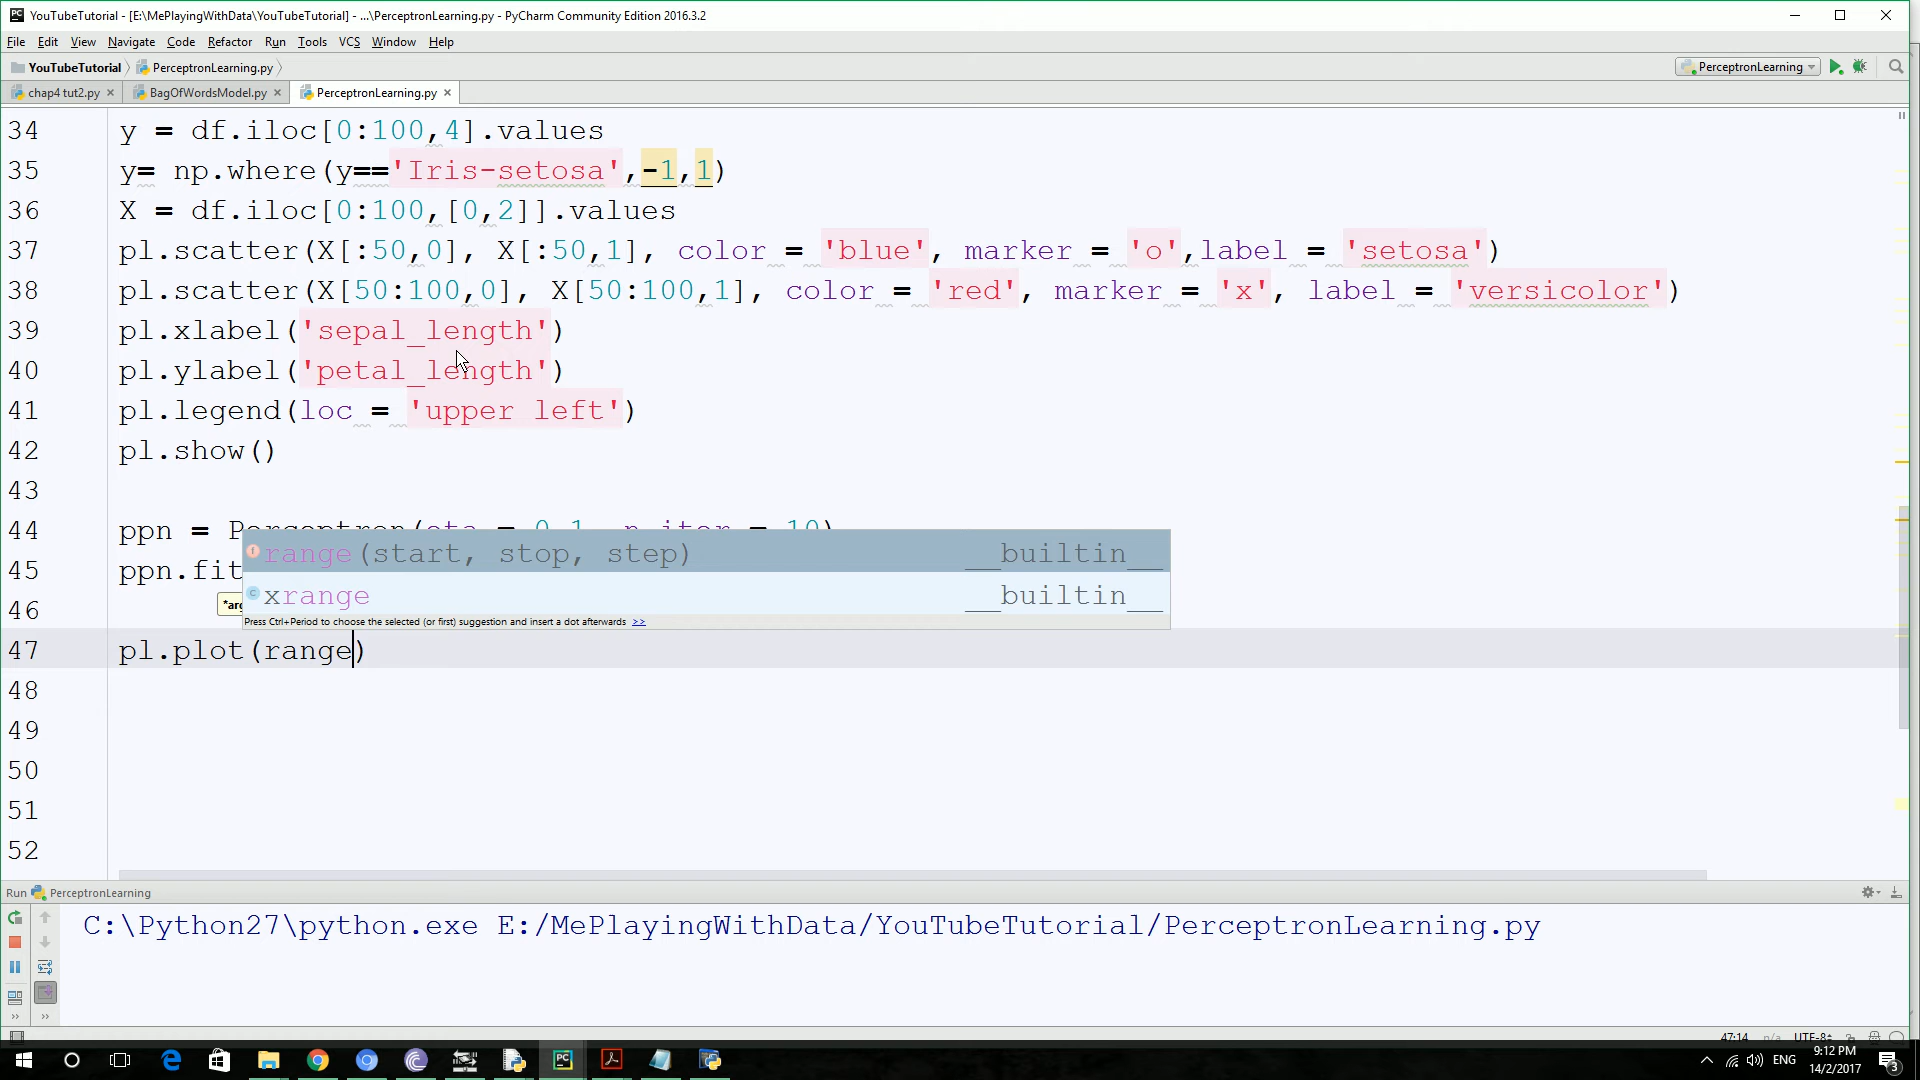 YouTubeTutorial - [E:\MePlayingWithData\YouTubeTutorial] - ...\PerceptronLearning.py - PyCharm Community Edition 2016.3.2
File Edit View Navigate Code Refactor Run Tools VCS Window Help
YouTubeTutorial PerceptronLearning.py PerceptronLearning
chap4 tut2.py BagOfWordsModel.py PerceptronLearning.py
34 y = df.iloc[0:100,4].values
35 y= np.where(y=='Iris-setosa',-1,1)
36 X = df.iloc[0:100,[0,2]].values
37 pl.scatter(X[:50,0], X[:50,1], color = 'blue', marker = 'o',label = 'setosa')
38 pl.scatter(X[50:100,0], X[50:100,1], color = 'red', marker = 'x', label = 'versicolor')
39 pl.xlabel('sepal_length')
40 pl.ylabel('petal_length')
41 pl.legend(loc = 'upper left')
42 pl.show()
43
44 ppn = Perceptron(eta = 0.1, n_iter = 10)
range(start, stop, step) __builtin__
45 ppn.fit
xrange __builtin__
46 *arg
Press Ctrl+Period to choose the selected (or first) suggestion and insert a dot afterwards >>
47 pl.plot(range)
48
49
50
51
52
Run PerceptronLearning
C:\Python27\python.exe E:/MePlayingWithData/YouTubeTutorial/PerceptronLearning.py
47:14 n/a UTF-8
ENG 9:12 PM
14/2/2017 3